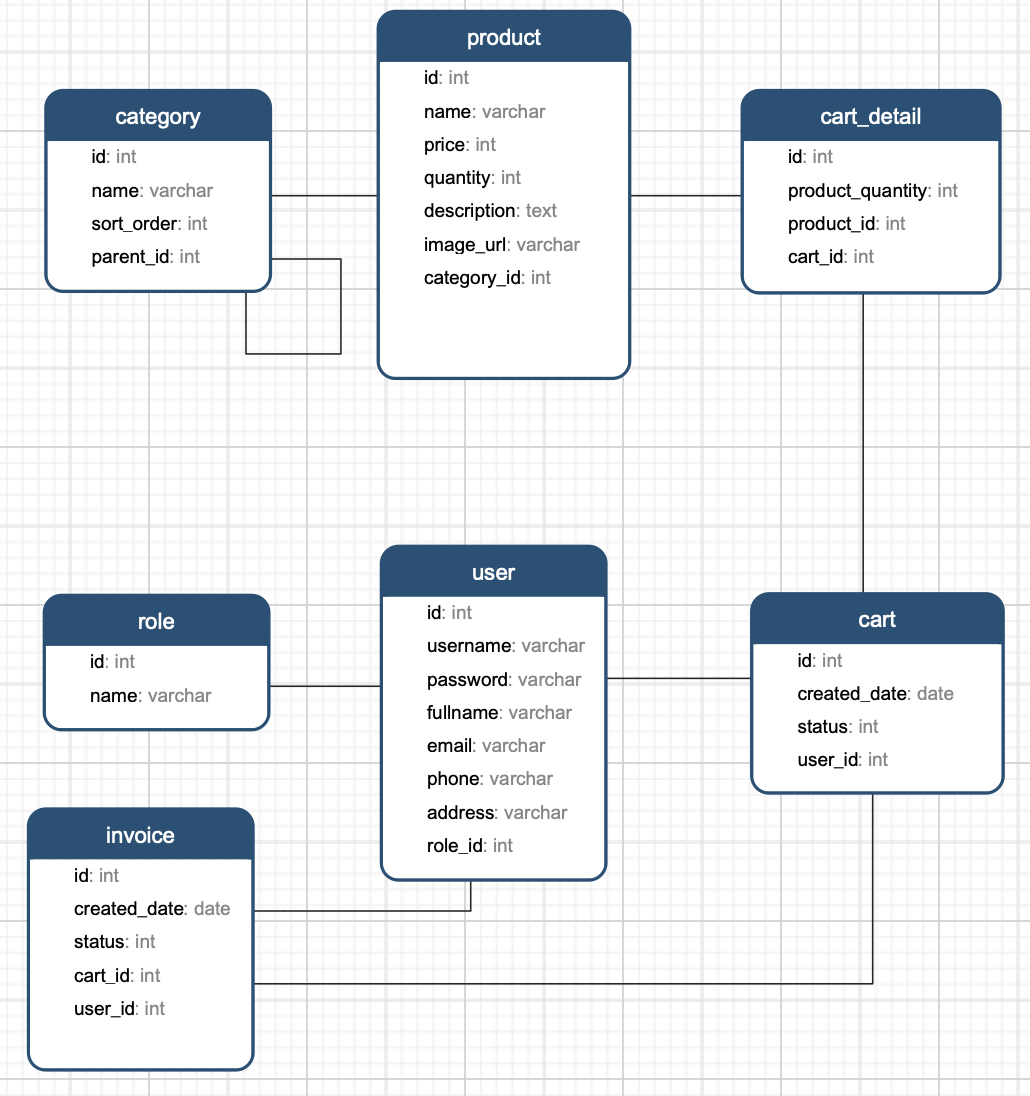 product
id: int
name: varchar
price: int
quantity: int
description: text
image_url: varchar
category_id: int
category
id: int
name: varchar
sort_order: int
parent_id: int
cart_detail
id: int
product_quantity: int
product_id: int
cart_id: int
user
id: int
username: varchar
password: varchar
fullname: varchar
email: varchar
phone: varchar
address: varchar
role_id: int
role
id: int
name: varchar
cart
id: int
created_date: date
status: int
user_id: int
invoice
id: int
created_date: date
status: int
cart_id: int
user_id: int